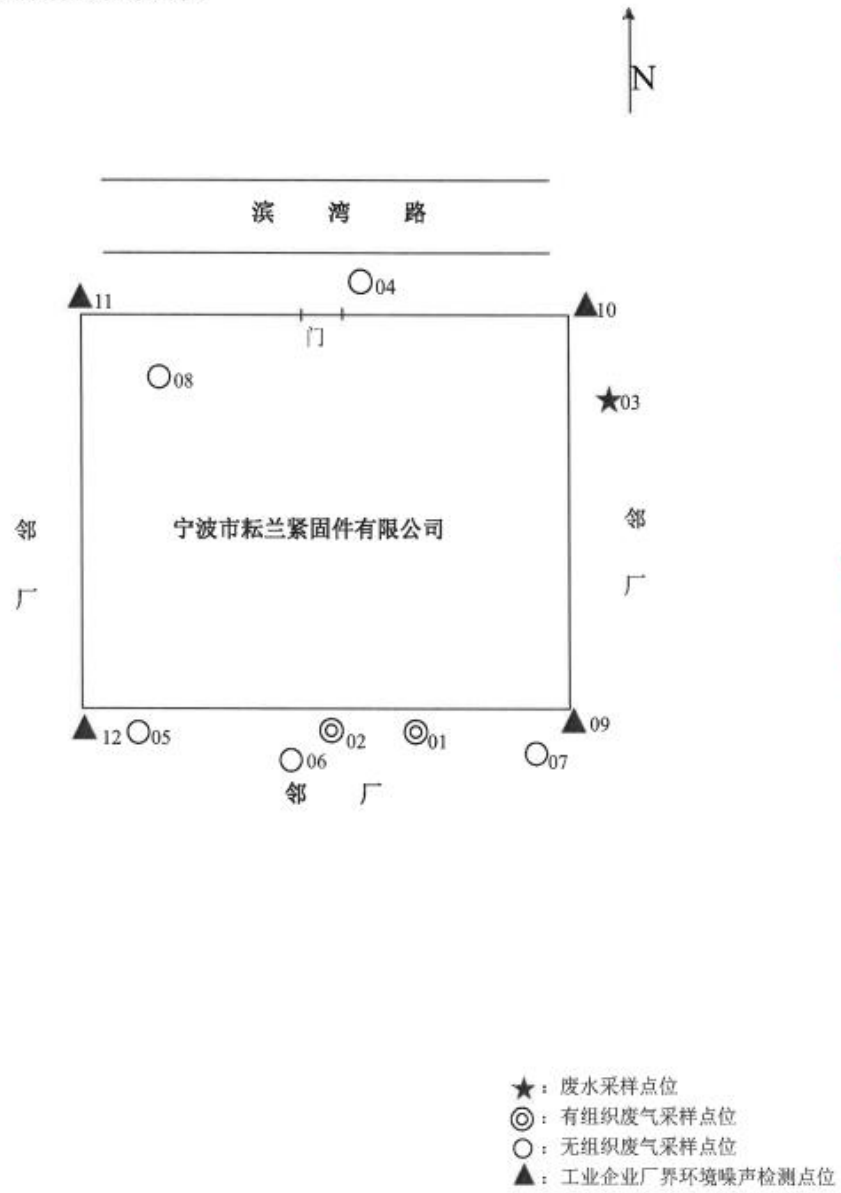 N
滨 湾 路
04
11
10
门
08
03
宁波市耘兰紧固件有限公司
邻
厂
邻
厂
12
05
02
01
09
06
07
邻 厂
★：废水采样点位
◎：有组织废气采样点位
○：无组织废气采样点位
▲：工业企业厂界环境噪声检测点位